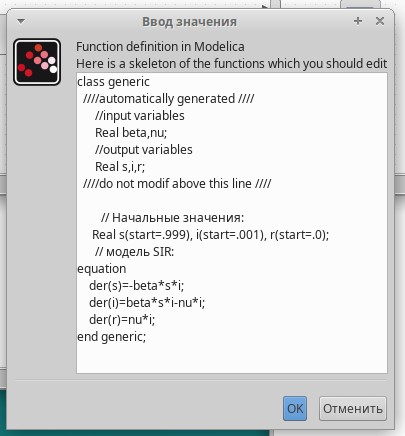 Ввод значения
Function definition in Modelica
Here is a skeleton of the functions which you should edit
class generic
////automatically generated ////
//input variables
Real beta,nu;
//output variables
Real s,i,r;
////do not modif above this line ////
// Начальные значения:
Real s(start=.999), i(start=.001), r(start=.0);
// модель SIR:
equation
der(s)=-beta*s*i;
der(i)=beta*s*i-nu*i;
der(r)=nu*i;
end generic;
OK
Отменить